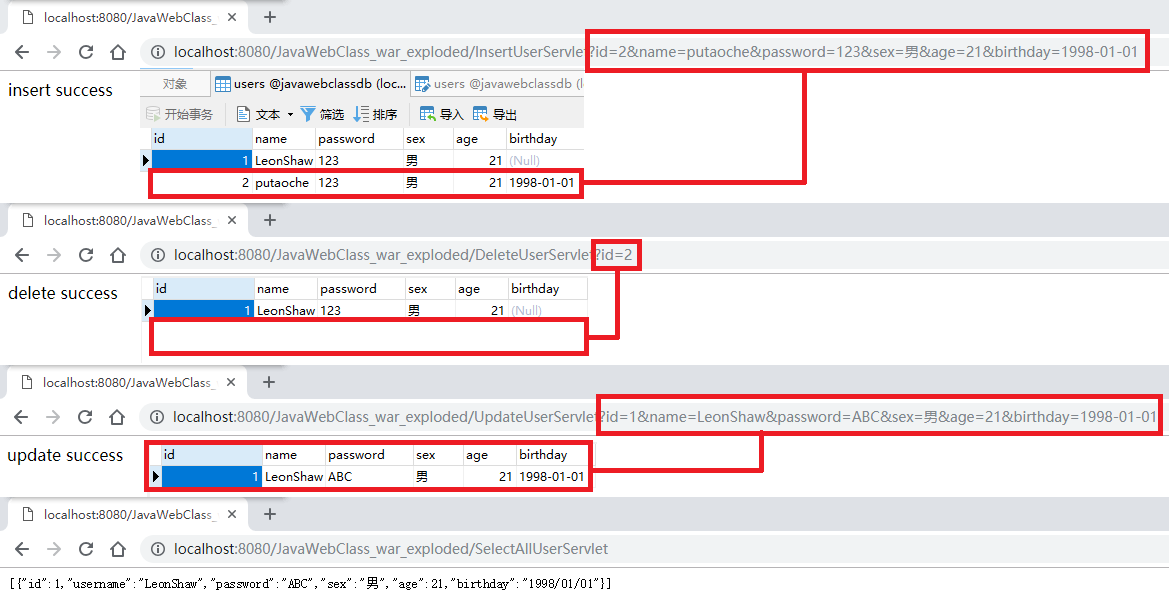 localhost:8080/JavaWebClass_
localhost:8080/JavaWebClass_war_exploded/InsertUserServlet?id=2&name=putaoche&password=123&sex=男&age=21&birthday=1998-01-01
insert success
对象 users @javawebclassdb (loc... users @javawebclassdb (l
开始事务 文本 筛选 排序 导入 导出
id name password sex age birthday
1 LeonShaw 123 男 21 (Null)
2 putaoche 123 男 21 1998-01-01
localhost:8080/JavaWebClass_
localhost:8080/JavaWebClass_war_exploded/DeleteUserServlet?id=2
delete success
id name password sex age birthday
1 LeonShaw 123 男 21 (Null)
localhost:8080/JavaWebClass_
localhost:8080/JavaWebClass_war_exploded/UpdateUserServlet?id=1&name=LeonShaw&password=ABC&sex=男&age=21&birthday=1998-01-01
update success
id name password sex age birthday
1 LeonShaw ABC 男 21 1998-01-01
localhost:8080/JavaWebClass_
localhost:8080/JavaWebClass_war_exploded/SelectAllUserServlet
[{"id":1,"username":"LeonShaw","password":"ABC","sex":"男","age":21,"birthday":"1998/01/01"}]